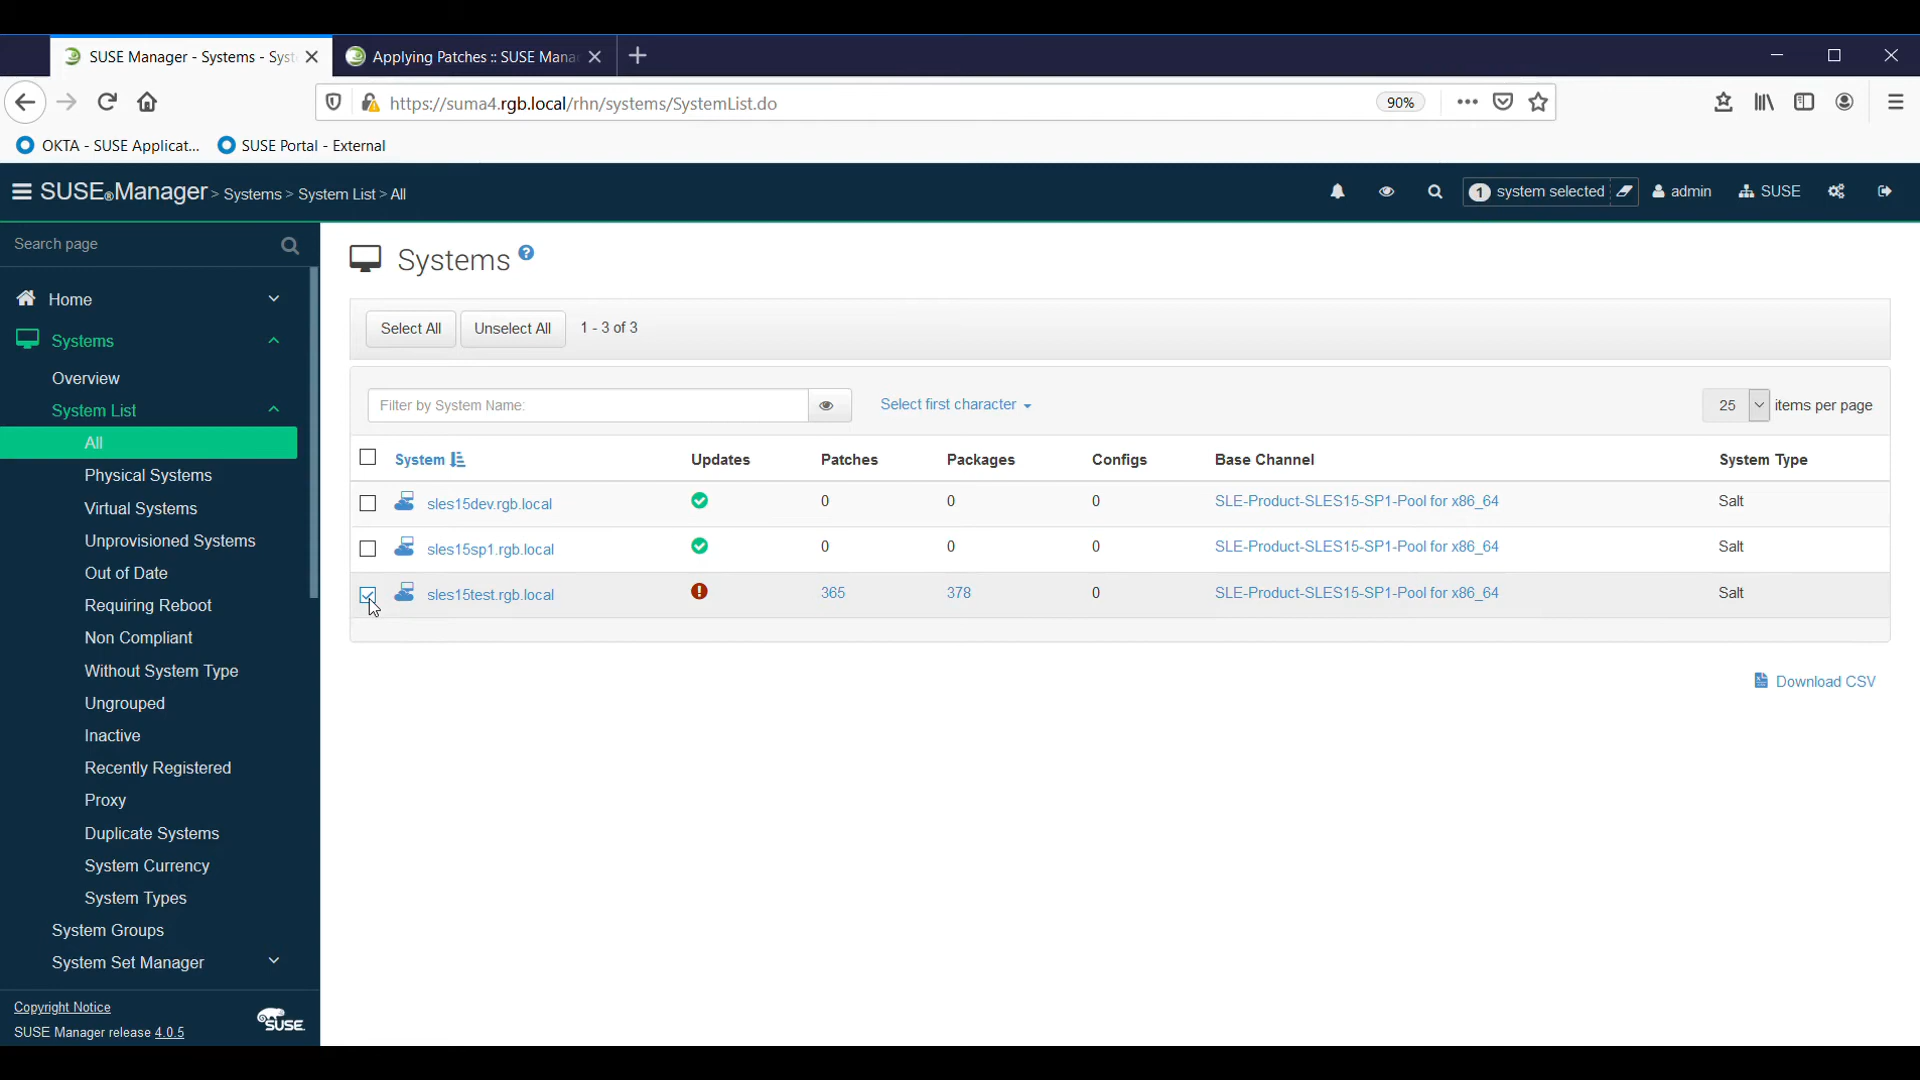 SUSE Manager - Systems - Syst
Applying Patches :: SUSE Mana
https://suma4.rgb.local/rhn/systems/SystemList.do
90%
OKTA - SUSE Applicat...
SUSE Portal - External
SUSE®Manager > Systems > System List > All
1 system selected
admin
SUSE
Search page
Home
Systems
Overview
System List
All
Physical Systems
Virtual Systems
Unprovisioned Systems
Out of Date
Requiring Reboot
Non Compliant
Without System Type
Ungrouped
Inactive
Recently Registered
Proxy
Duplicate Systems
System Currency
System Types
System Groups
System Set Manager
Copyright Notice
SUSE Manager release 4.0.5
SUSE
Systems ?
Select All Unselect All 1 - 3 of 3
Filter by System Name: Select first character 25 items per page
System Updates Patches Packages Configs Base Channel System Type
sles15dev.rgb.local 0 0 0 SLE-Product-SLES15-SP1-Pool for x86_64 Salt
sles15sp1.rgb.local 0 0 0 SLE-Product-SLES15-SP1-Pool for x86_64 Salt
sles15test.rgb.local 365 378 0 SLE-Product-SLES15-SP1-Pool for x86_64 Salt
Download CSV